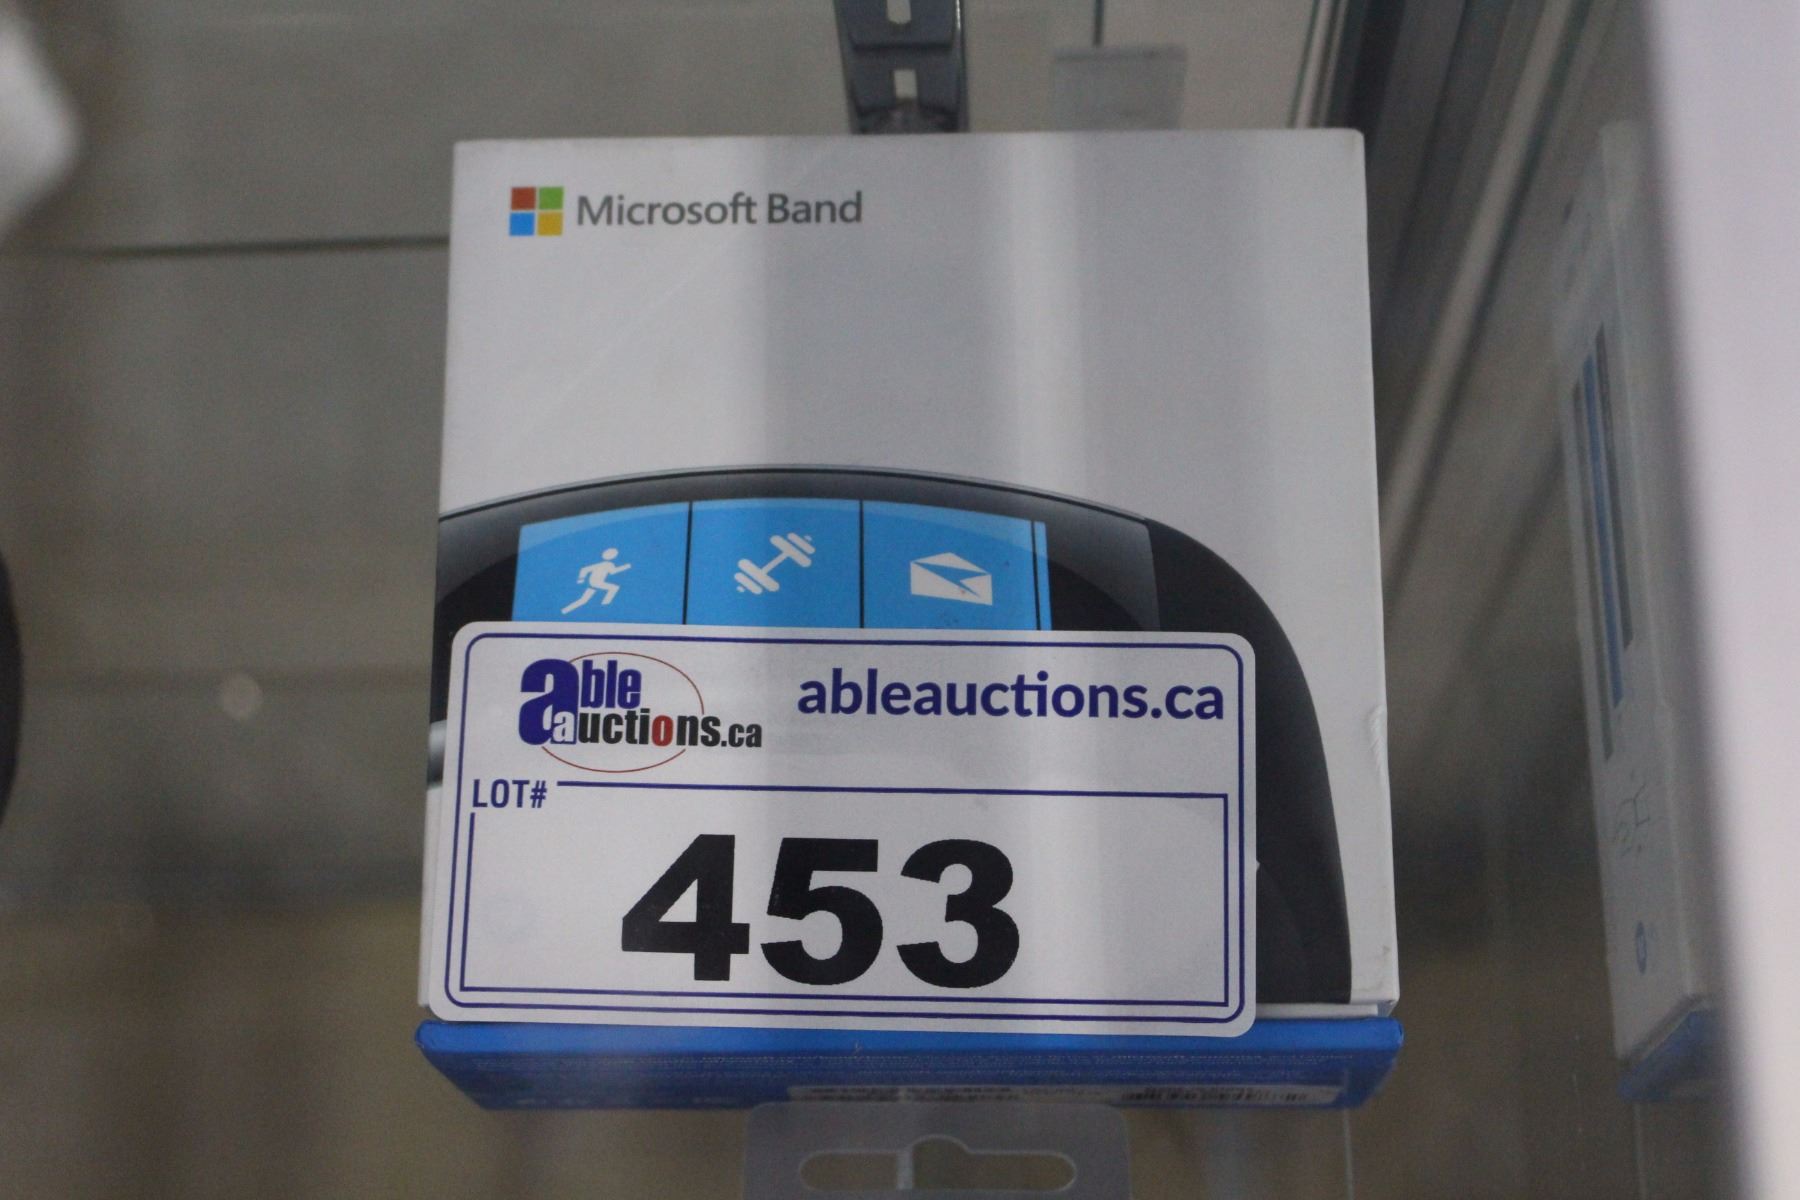 Microsoft Band
able auctions.ca
ableauctions.ca
LOT#
453